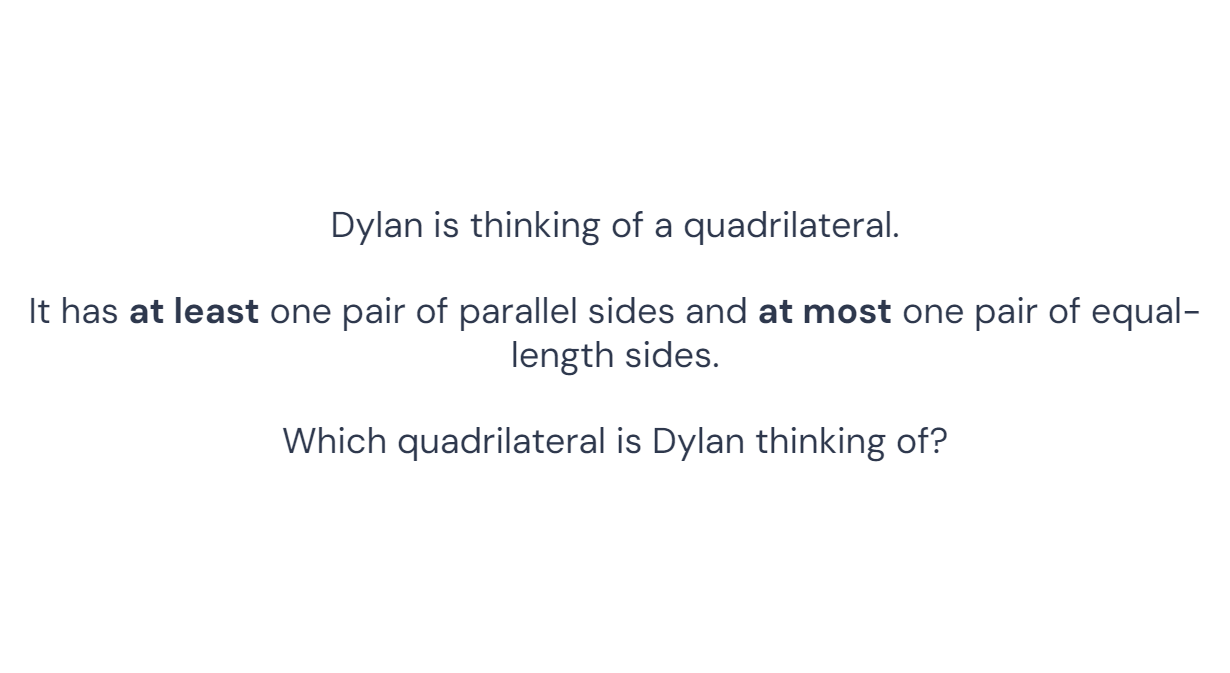 Dylan is thinking of a quadrilateral.
It has at least one pair of parallel sides and at most one pair of equal-
length sides.
Which quadrilateral is Dylan thinking of?